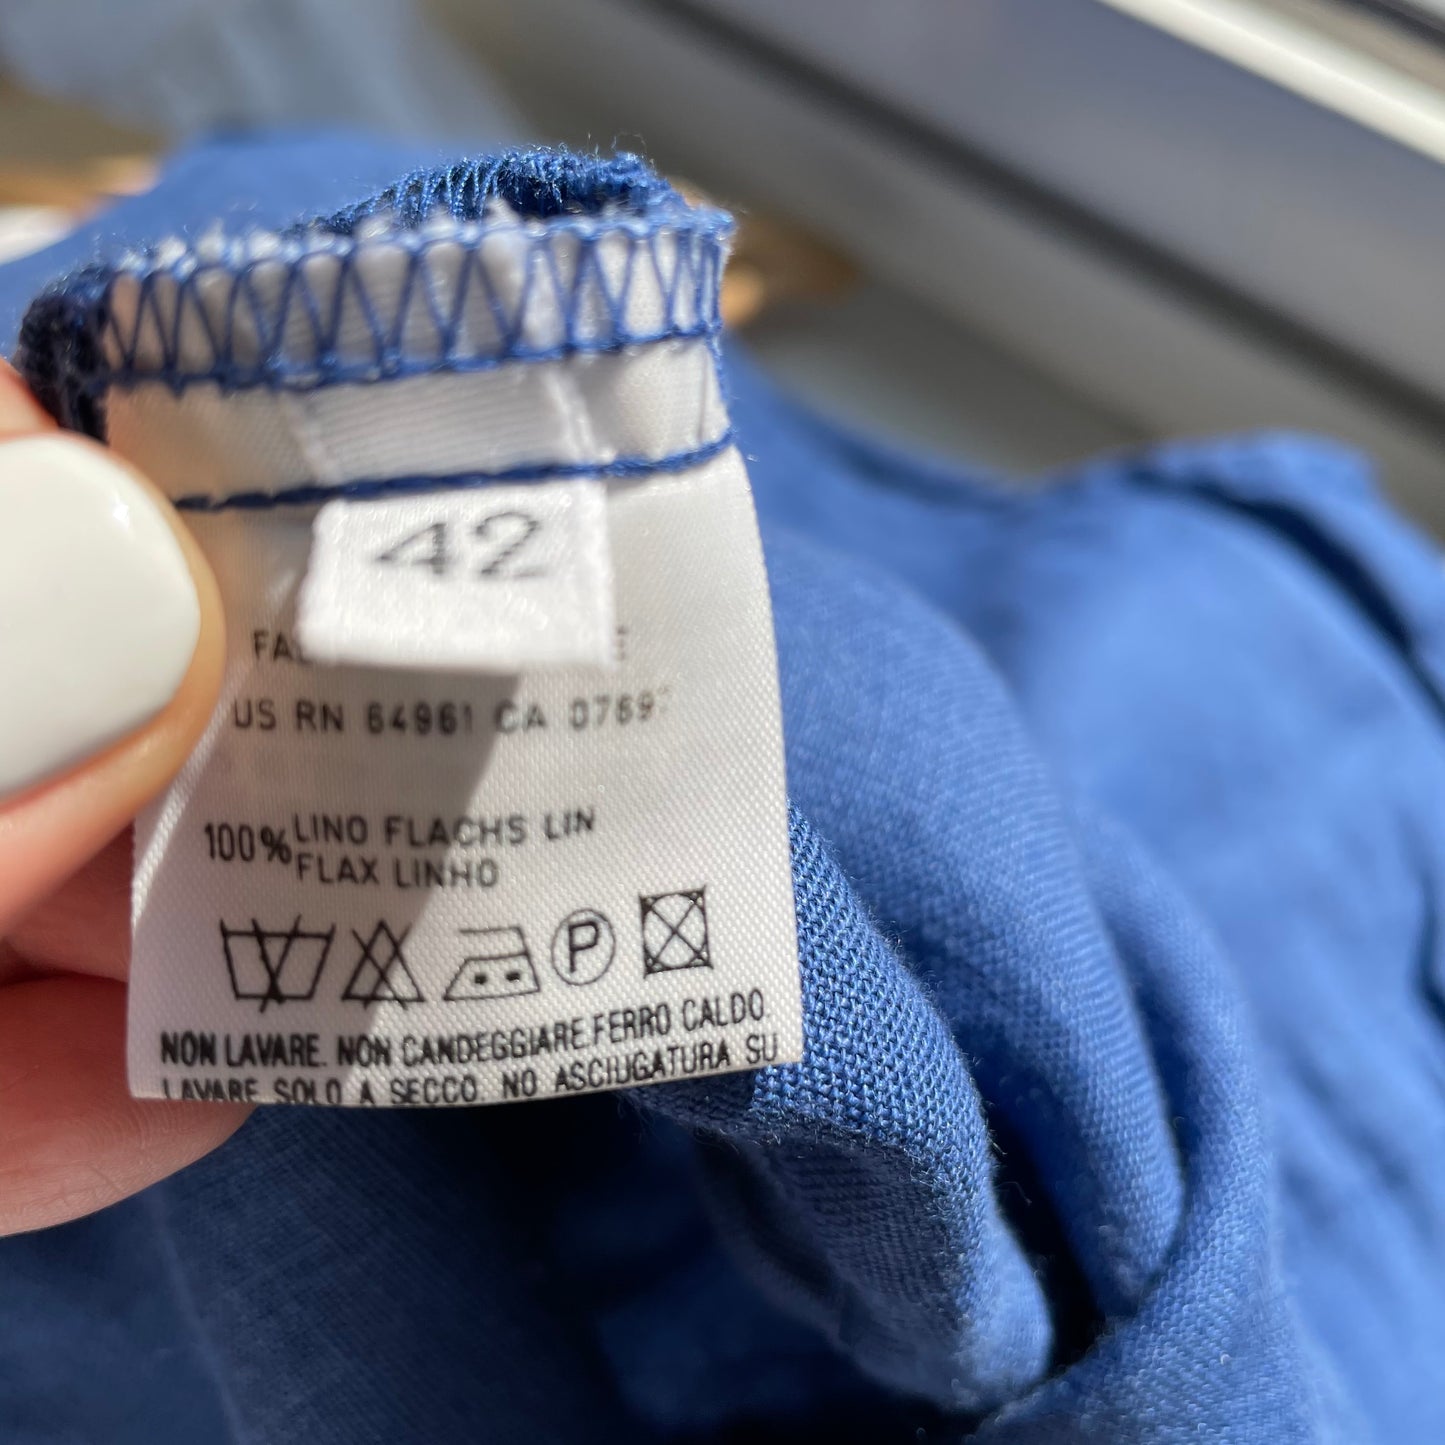 42
US RN 64961 CA 0769
100% LINO FLACHS LIN
FLAX LINHO
P
NON LAVARE. NON CANDEGGIARE.FERRO CALDO.
LAVARE SOLO A SECCO. NO ASCIUGATURA SU